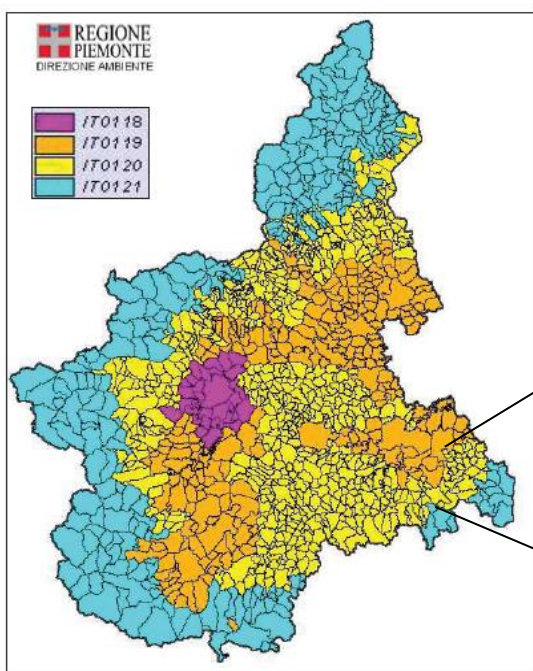 REGIONE
PIEMONTE
DIREZIONE AMBIENTE
IT0118
IT0119
IT0120
IT0121